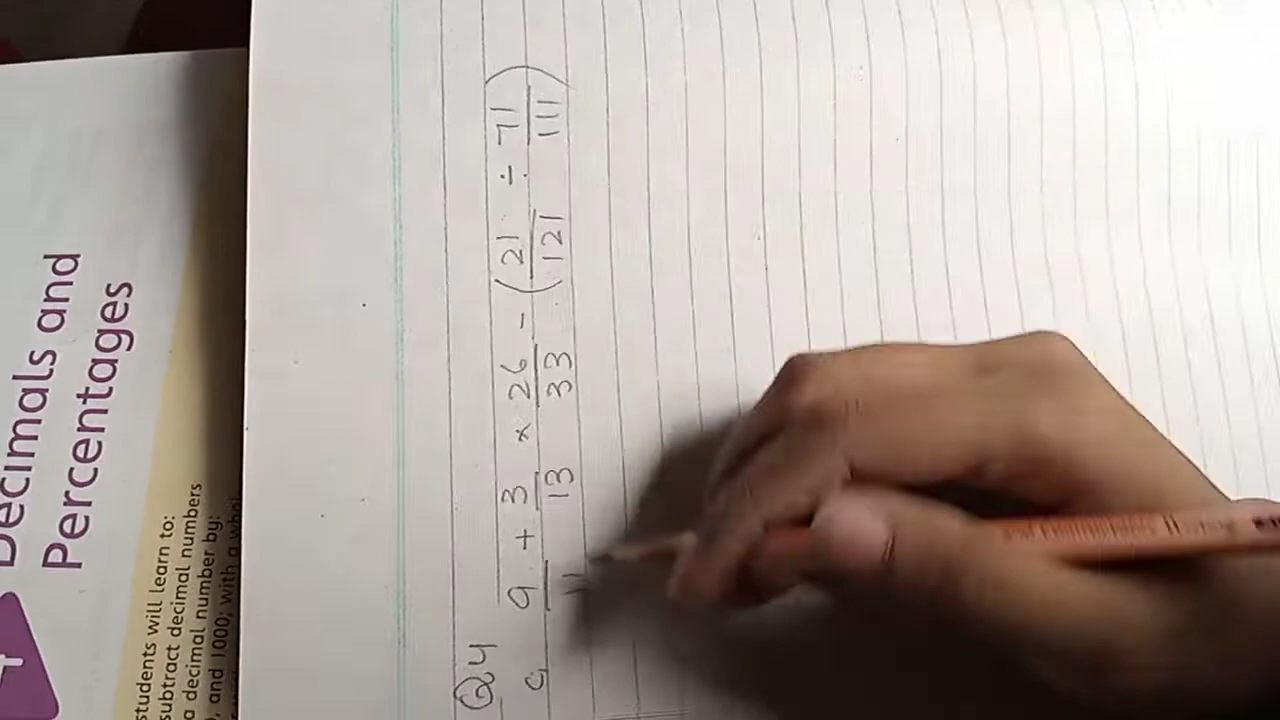 Decimals and
Percentages
students will learn to:
subtract decimal numbers
a decimal number by:
and 1000; with a whol
Q4
9 + 3 × 26 - ( 21 ÷ 71 )
11 13 33 121 111